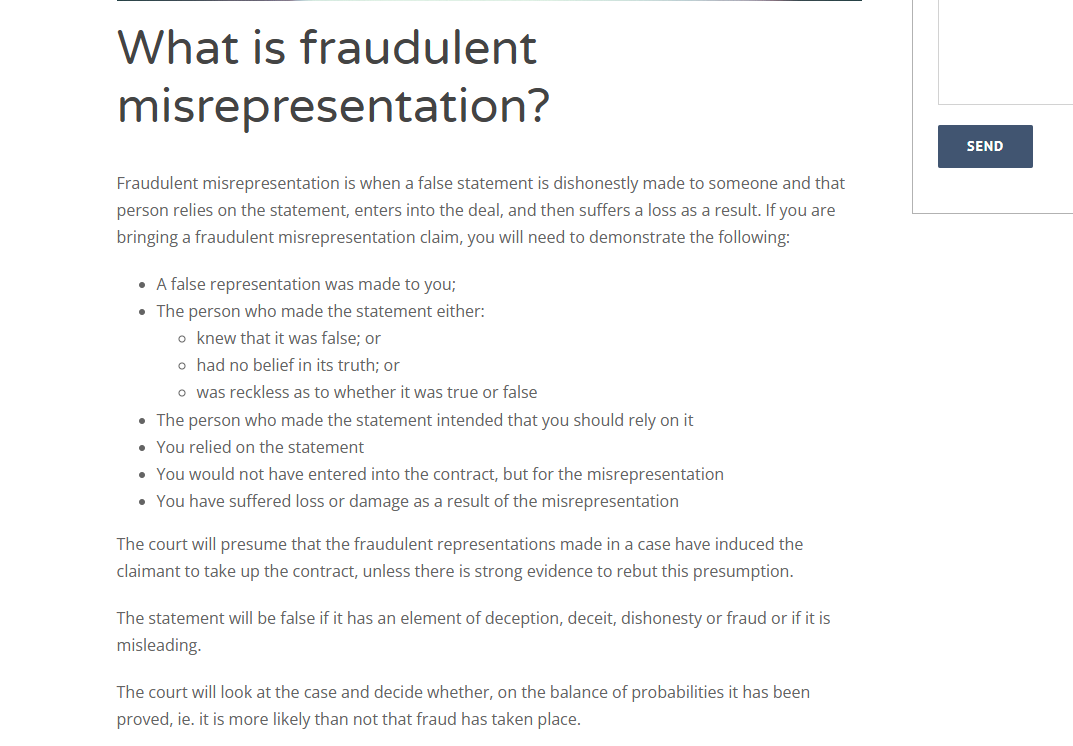 What is fraudulent
misrepresentation?
SEND
Fraudulent misrepresentation is when a false statement is dishonestly made to someone and that
person relies on the statement, enters into the deal, and then suffers a loss as a result. If you are
bringing a fraudulent misrepresentation claim, you will need to demonstrate the following:
• A false representation was made to you;
• The person who made the statement either:
◦ knew that it was false; or
◦ had no belief in its truth; or
◦ was reckless as to whether it was true or false
• The person who made the statement intended that you should rely on it
• You relied on the statement
• You would not have entered into the contract, but for the misrepresentation
• You have suffered loss or damage as a result of the misrepresentation
The court will presume that the fraudulent representations made in a case have induced the
claimant to take up the contract, unless there is strong evidence to rebut this presumption.
The statement will be false if it has an element of deception, deceit, dishonesty or fraud or if it is
misleading.
The court will look at the case and decide whether, on the balance of probabilities it has been
proved, ie. it is more likely than not that fraud has taken place.